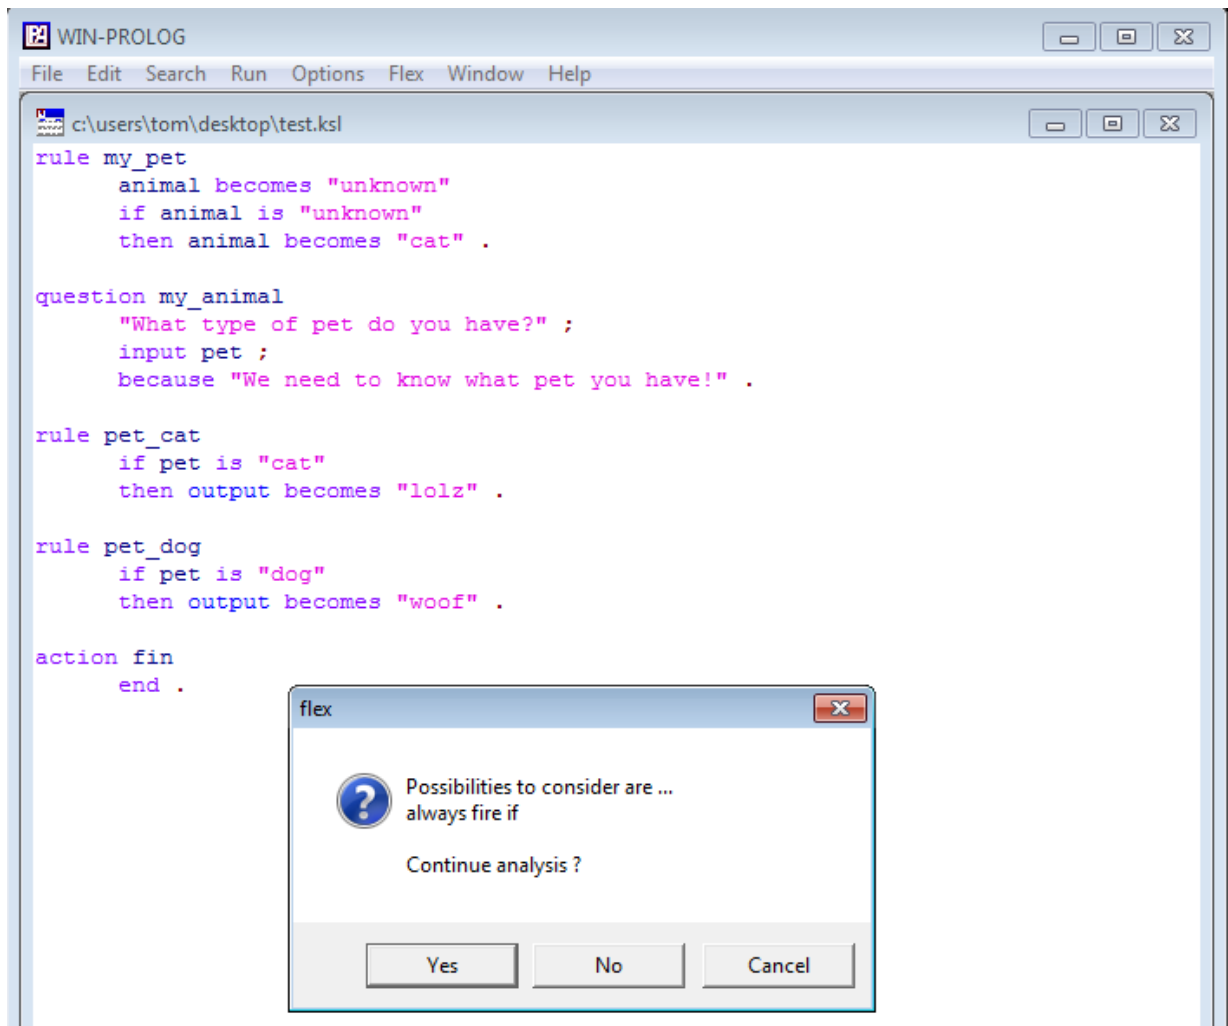 WIN-PROLOG
File Edit Search Run Options Flex Window Help
c:\users\tom\desktop\test.ksl
rule my_pet
animal becomes "unknown"
if animal is "unknown"
then animal becomes "cat" .
question my_animal
"What type of pet do you have?" ;
input pet ;
because "We need to know what pet you have!" .
rule pet_cat
if pet is "cat"
then output becomes "lolz" .
rule pet_dog
if pet is "dog"
then output becomes "woof" .
action fin
end .
flex
Possibilities to consider are ...
always fire if
Continue analysis ?
Yes No Cancel